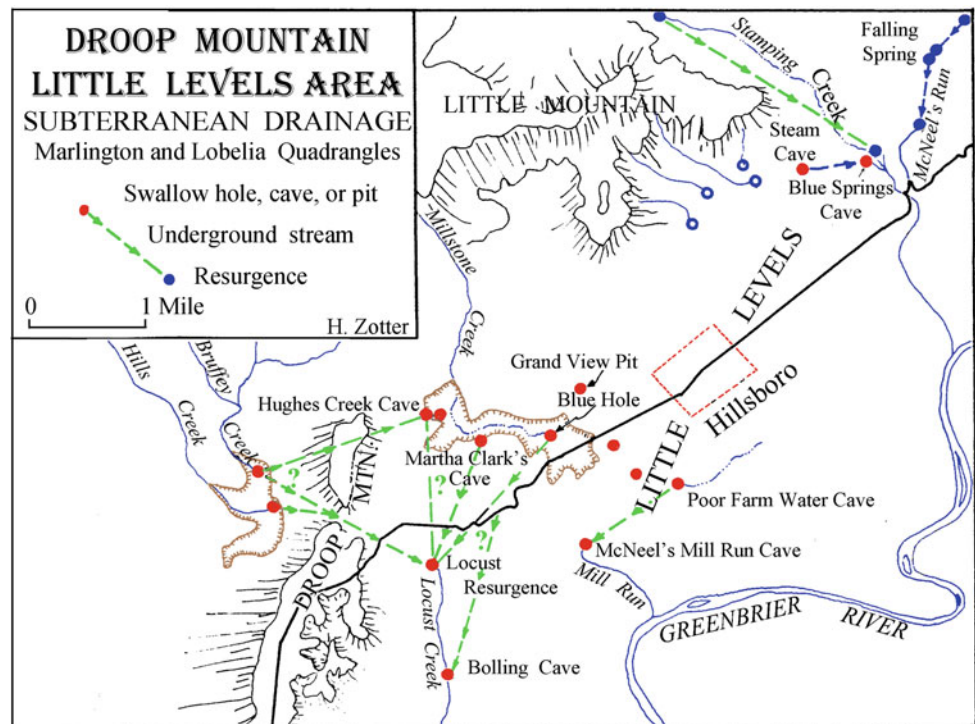 DROOP MOUNTAIN
LITTLE LEVELS AREA
SUBTERRANEAN DRAINAGE
Marlington and Lobelia Quadrangles
Swallow hole, cave, or pit
Underground stream
Resurgence
0 1 Mile
H. Zotter
LITTLE MOUNTAIN
Stamping
Creek
Falling
Spring
McNeel's Run
Steam
Cave
Blue Springs
Cave
Millstone
Creek
Hills
Creek
Bruffey
Creek
Hughes Creek Cave
Grand View Pit
Blue Hole
Martha Clark's
Cave
LITTLE
LEVELS
Hillsboro
?
?
?
DROOP
MTN.
Poor Farm Water Cave
McNeel's Mill Run Cave
Mill Run
Locust
Resurgence
Locust Creek
Bolling Cave
GREENBRIER
RIVER